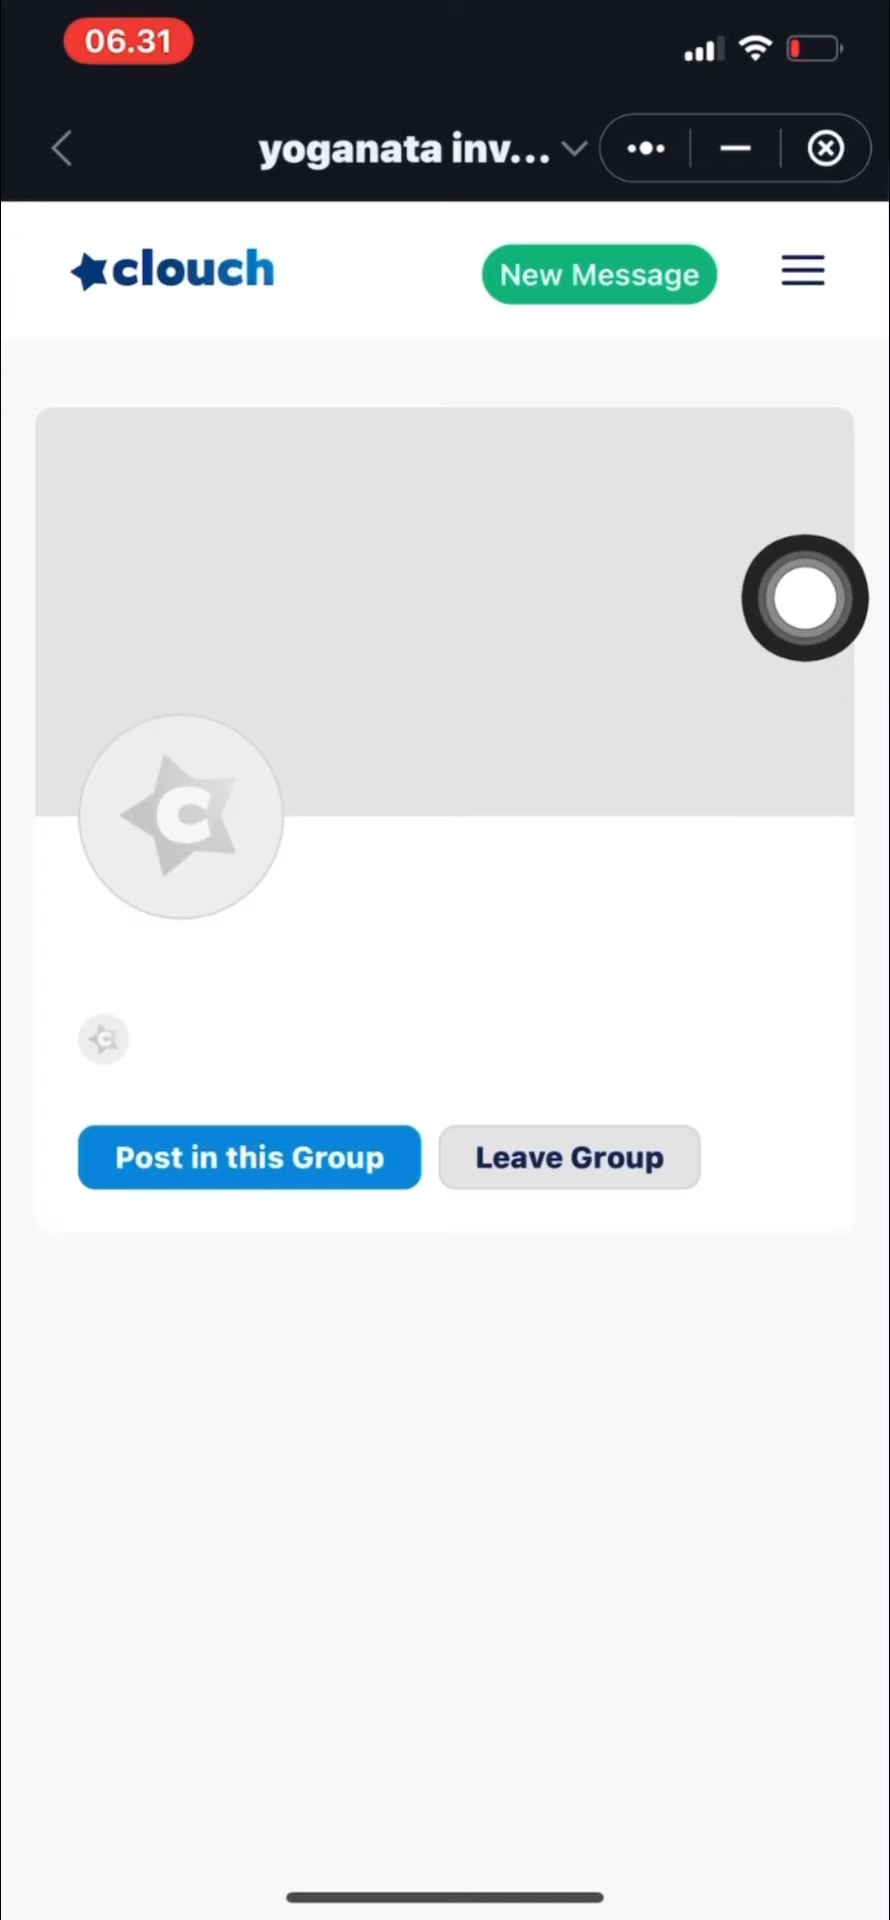 06.31
yoganata inv...
clouch
New Message
C
C
Post in this Group
Leave Group